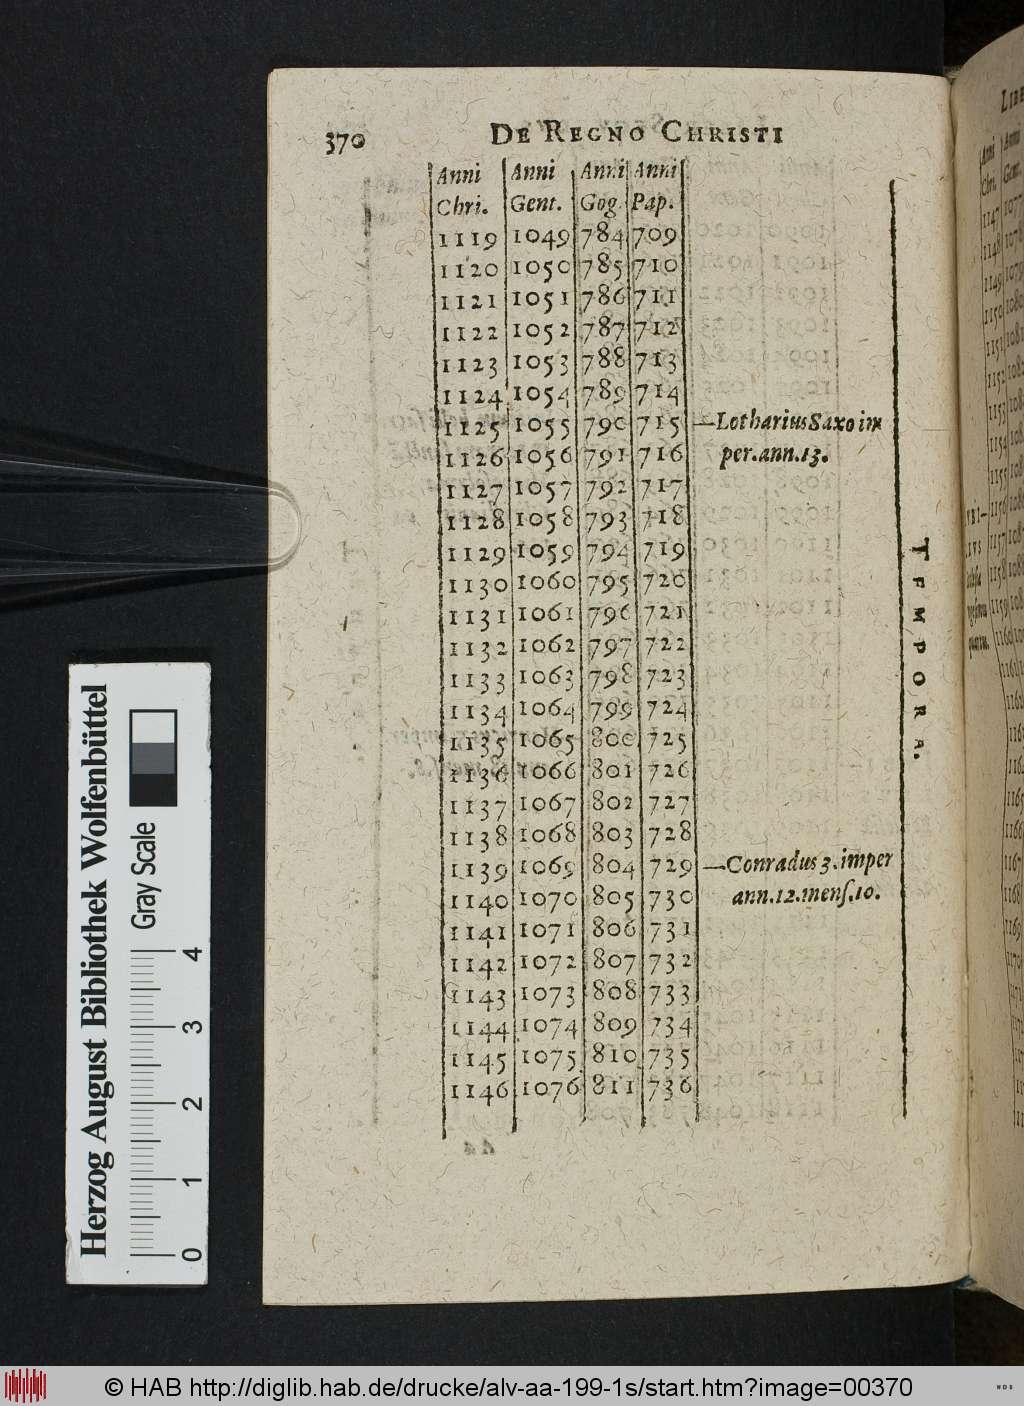 370 DE REGNO CHRISTI
Anni Anni Anni Anni
Chri. Gent. Gog. Pap.
1119 1049 784 709
1120 1050 785 710
1121 1051 786 711
1122 1052 787 712
1123 1053 788 713
1124 1054 789 714
1125 1055 790 715 —Lotharius Saxo im
1126 1056 791 716 per.ann.13.
1127 1057 792 717
1128 1058 793 718
1129 1059 794 719
1130 1060 795 720
1131 1061 796 721
1132 1062 797 722
1133 1063 798 723
1134 1064 799 724
1135 1065 800 725
1136 1066 801 726
1137 1067 802 727
1138 1068 803 728
1139 1069 804 729 —Conradus 3.imper
1140 1070 805 730 ann.12.menſ.10.
1141 1071 806 731
1142 1072 807 732
1143 1073 808 733
1144 1074 809 734
1145 1075 810 735
1146 1076 811 736
TEMPORA.
Herzog August Bibliothek Wolfenbüttel
Gray Scale
0 1 2 3 4
© HAB http://diglib.hab.de/drucke/alv-aa-199-1s/start.htm?image=00370